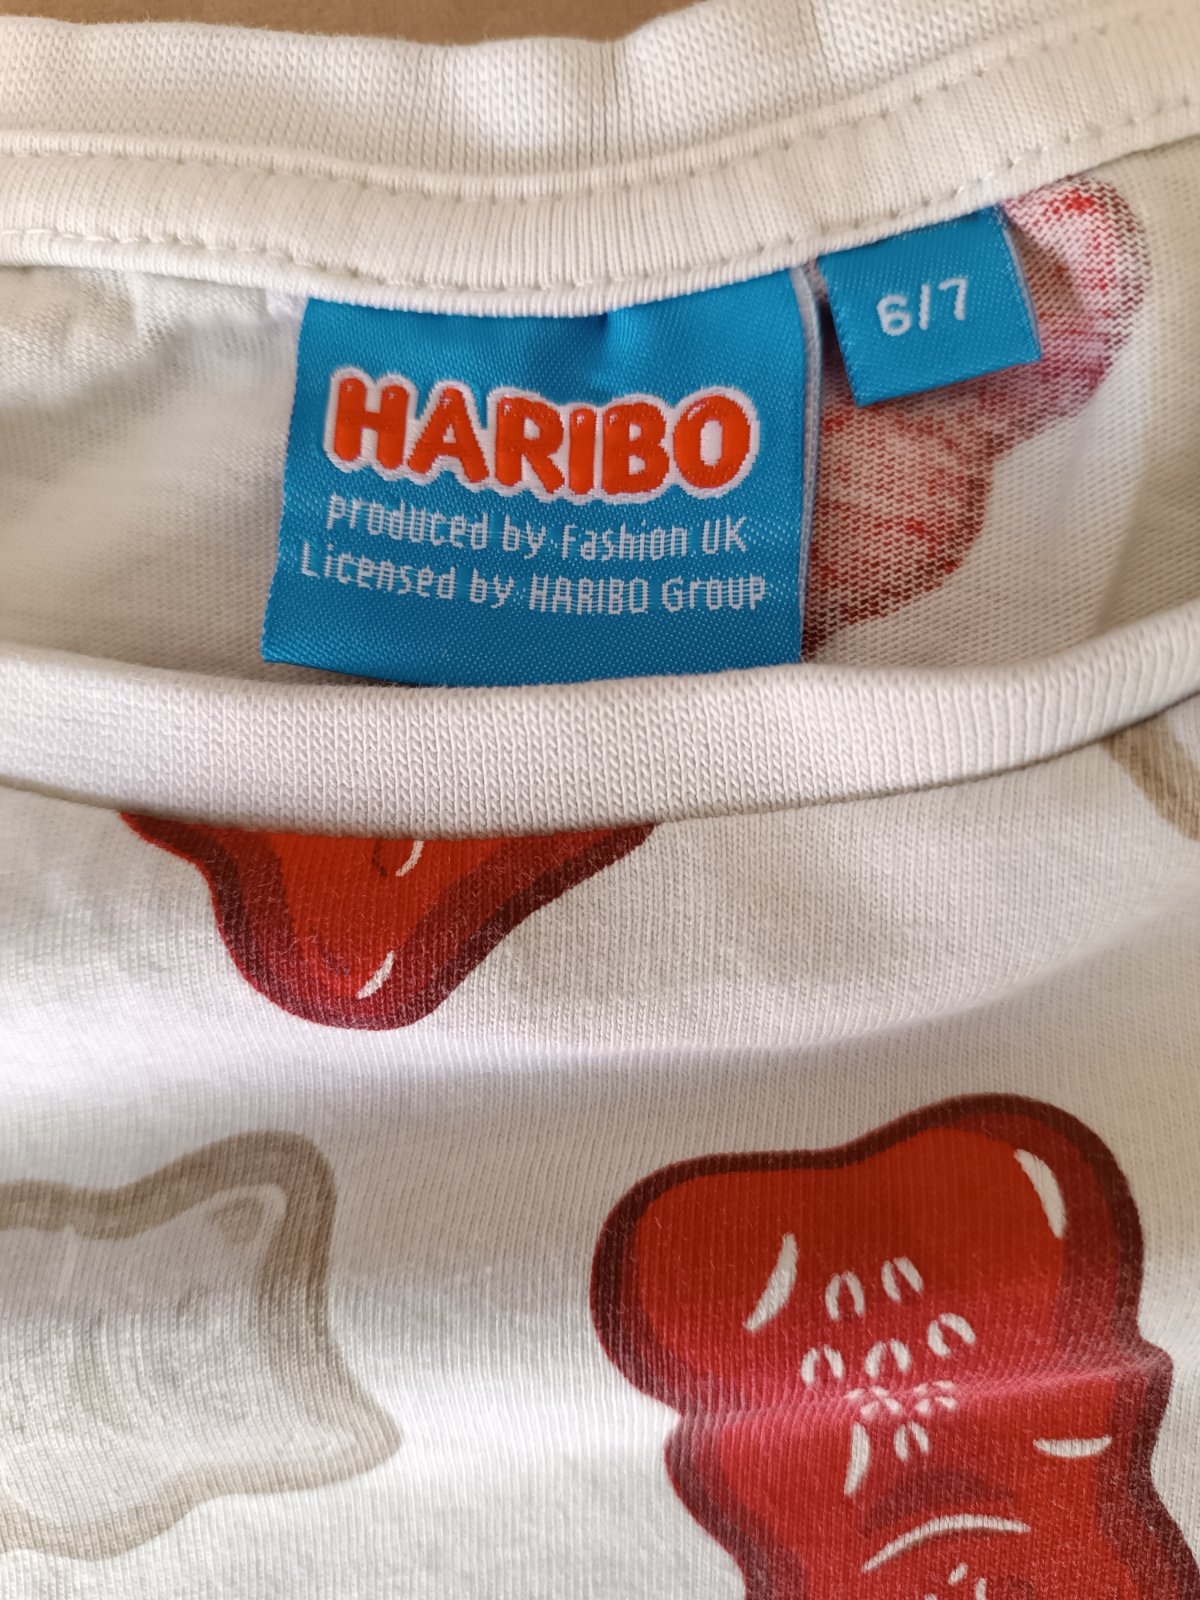 HARIBO
produced by Fashion UK
Licensed by HARIBO Group
6/7